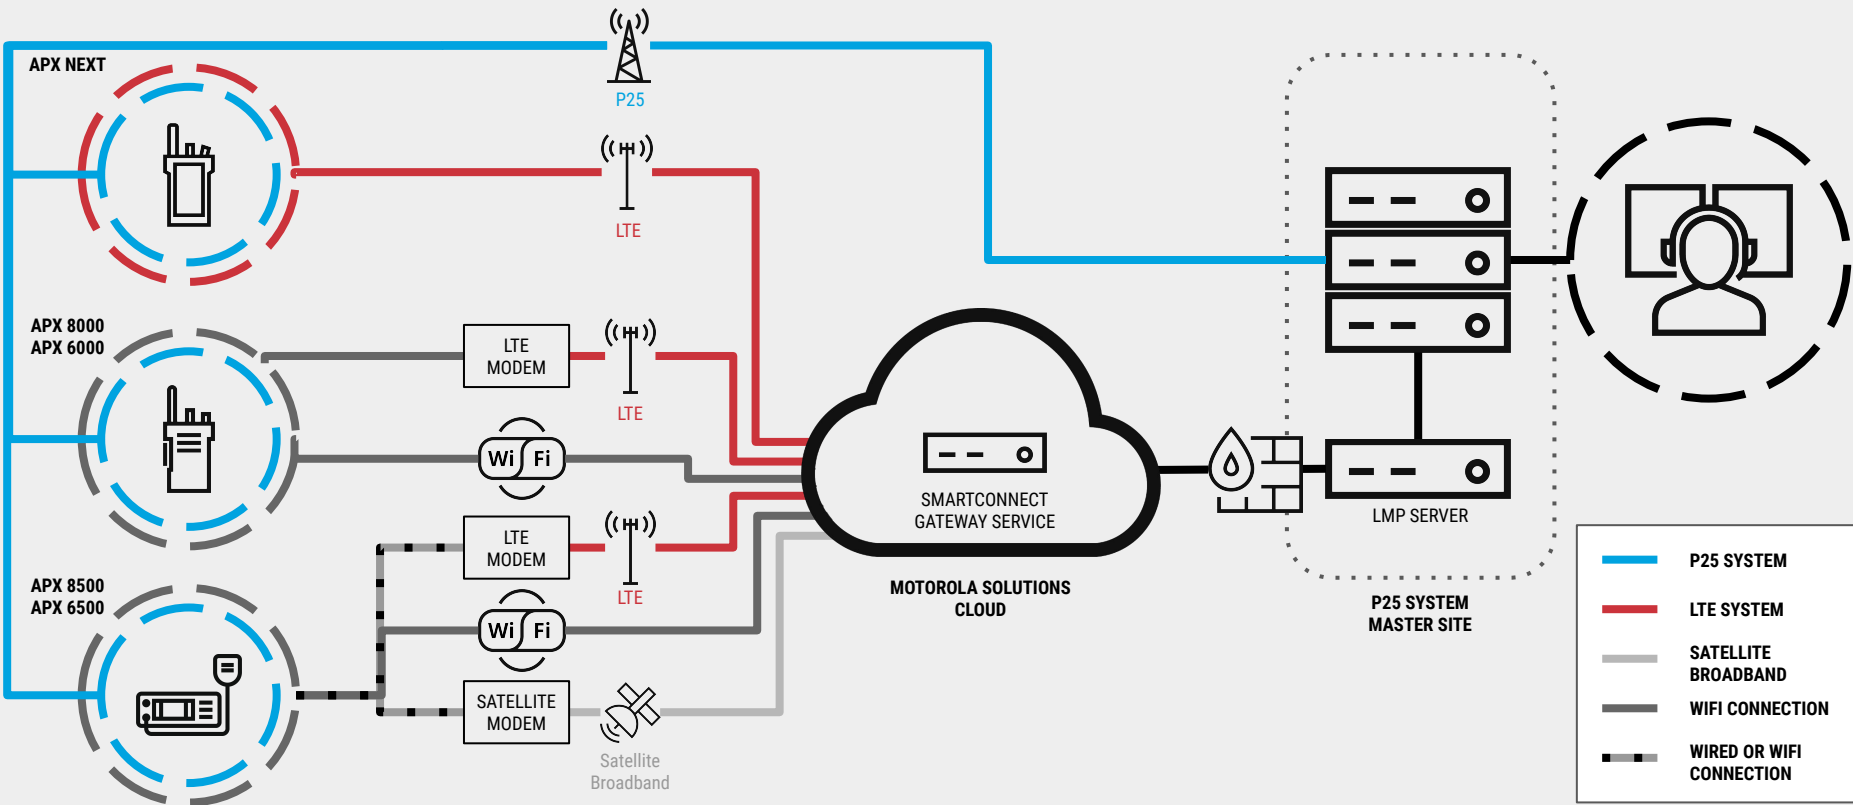 APX NEXT
P25
LTE
APX 8000
APX 6000
LTE
MODEM
LTE
Wi Fi
LTE
MODEM
LTE
APX 8500
APX 6500
Wi Fi
SATELLITE
MODEM
Satellite
Broadband
SMARTCONNECT
GATEWAY SERVICE
MOTOROLA SOLUTIONS
CLOUD
LMP SERVER
P25 SYSTEM
MASTER SITE
P25 SYSTEM
LTE SYSTEM
SATELLITE
BROADBAND
WIFI CONNECTION
WIRED OR WIFI
CONNECTION